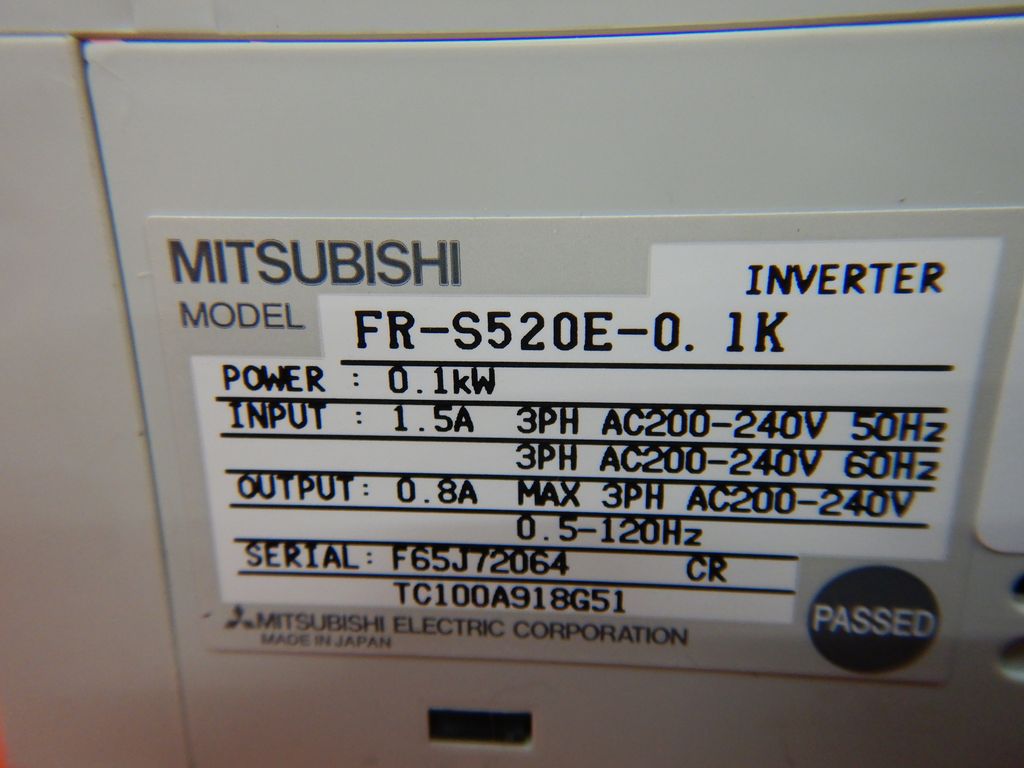 MITSUBISHI
INVERTER
MODEL FR-S520E-0.1K
POWER : 0.1kW
INPUT : 1.5A 3PH AC200-240V 50Hz
3PH AC200-240V 60Hz
OUTPUT: 0.8A MAX 3PH AC200-240V
0.5-120Hz
SERIAL: F65J72064 CR
TC100A918G51
MITSUBISHI ELECTRIC CORPORATION
MADE IN JAPAN
PASSED